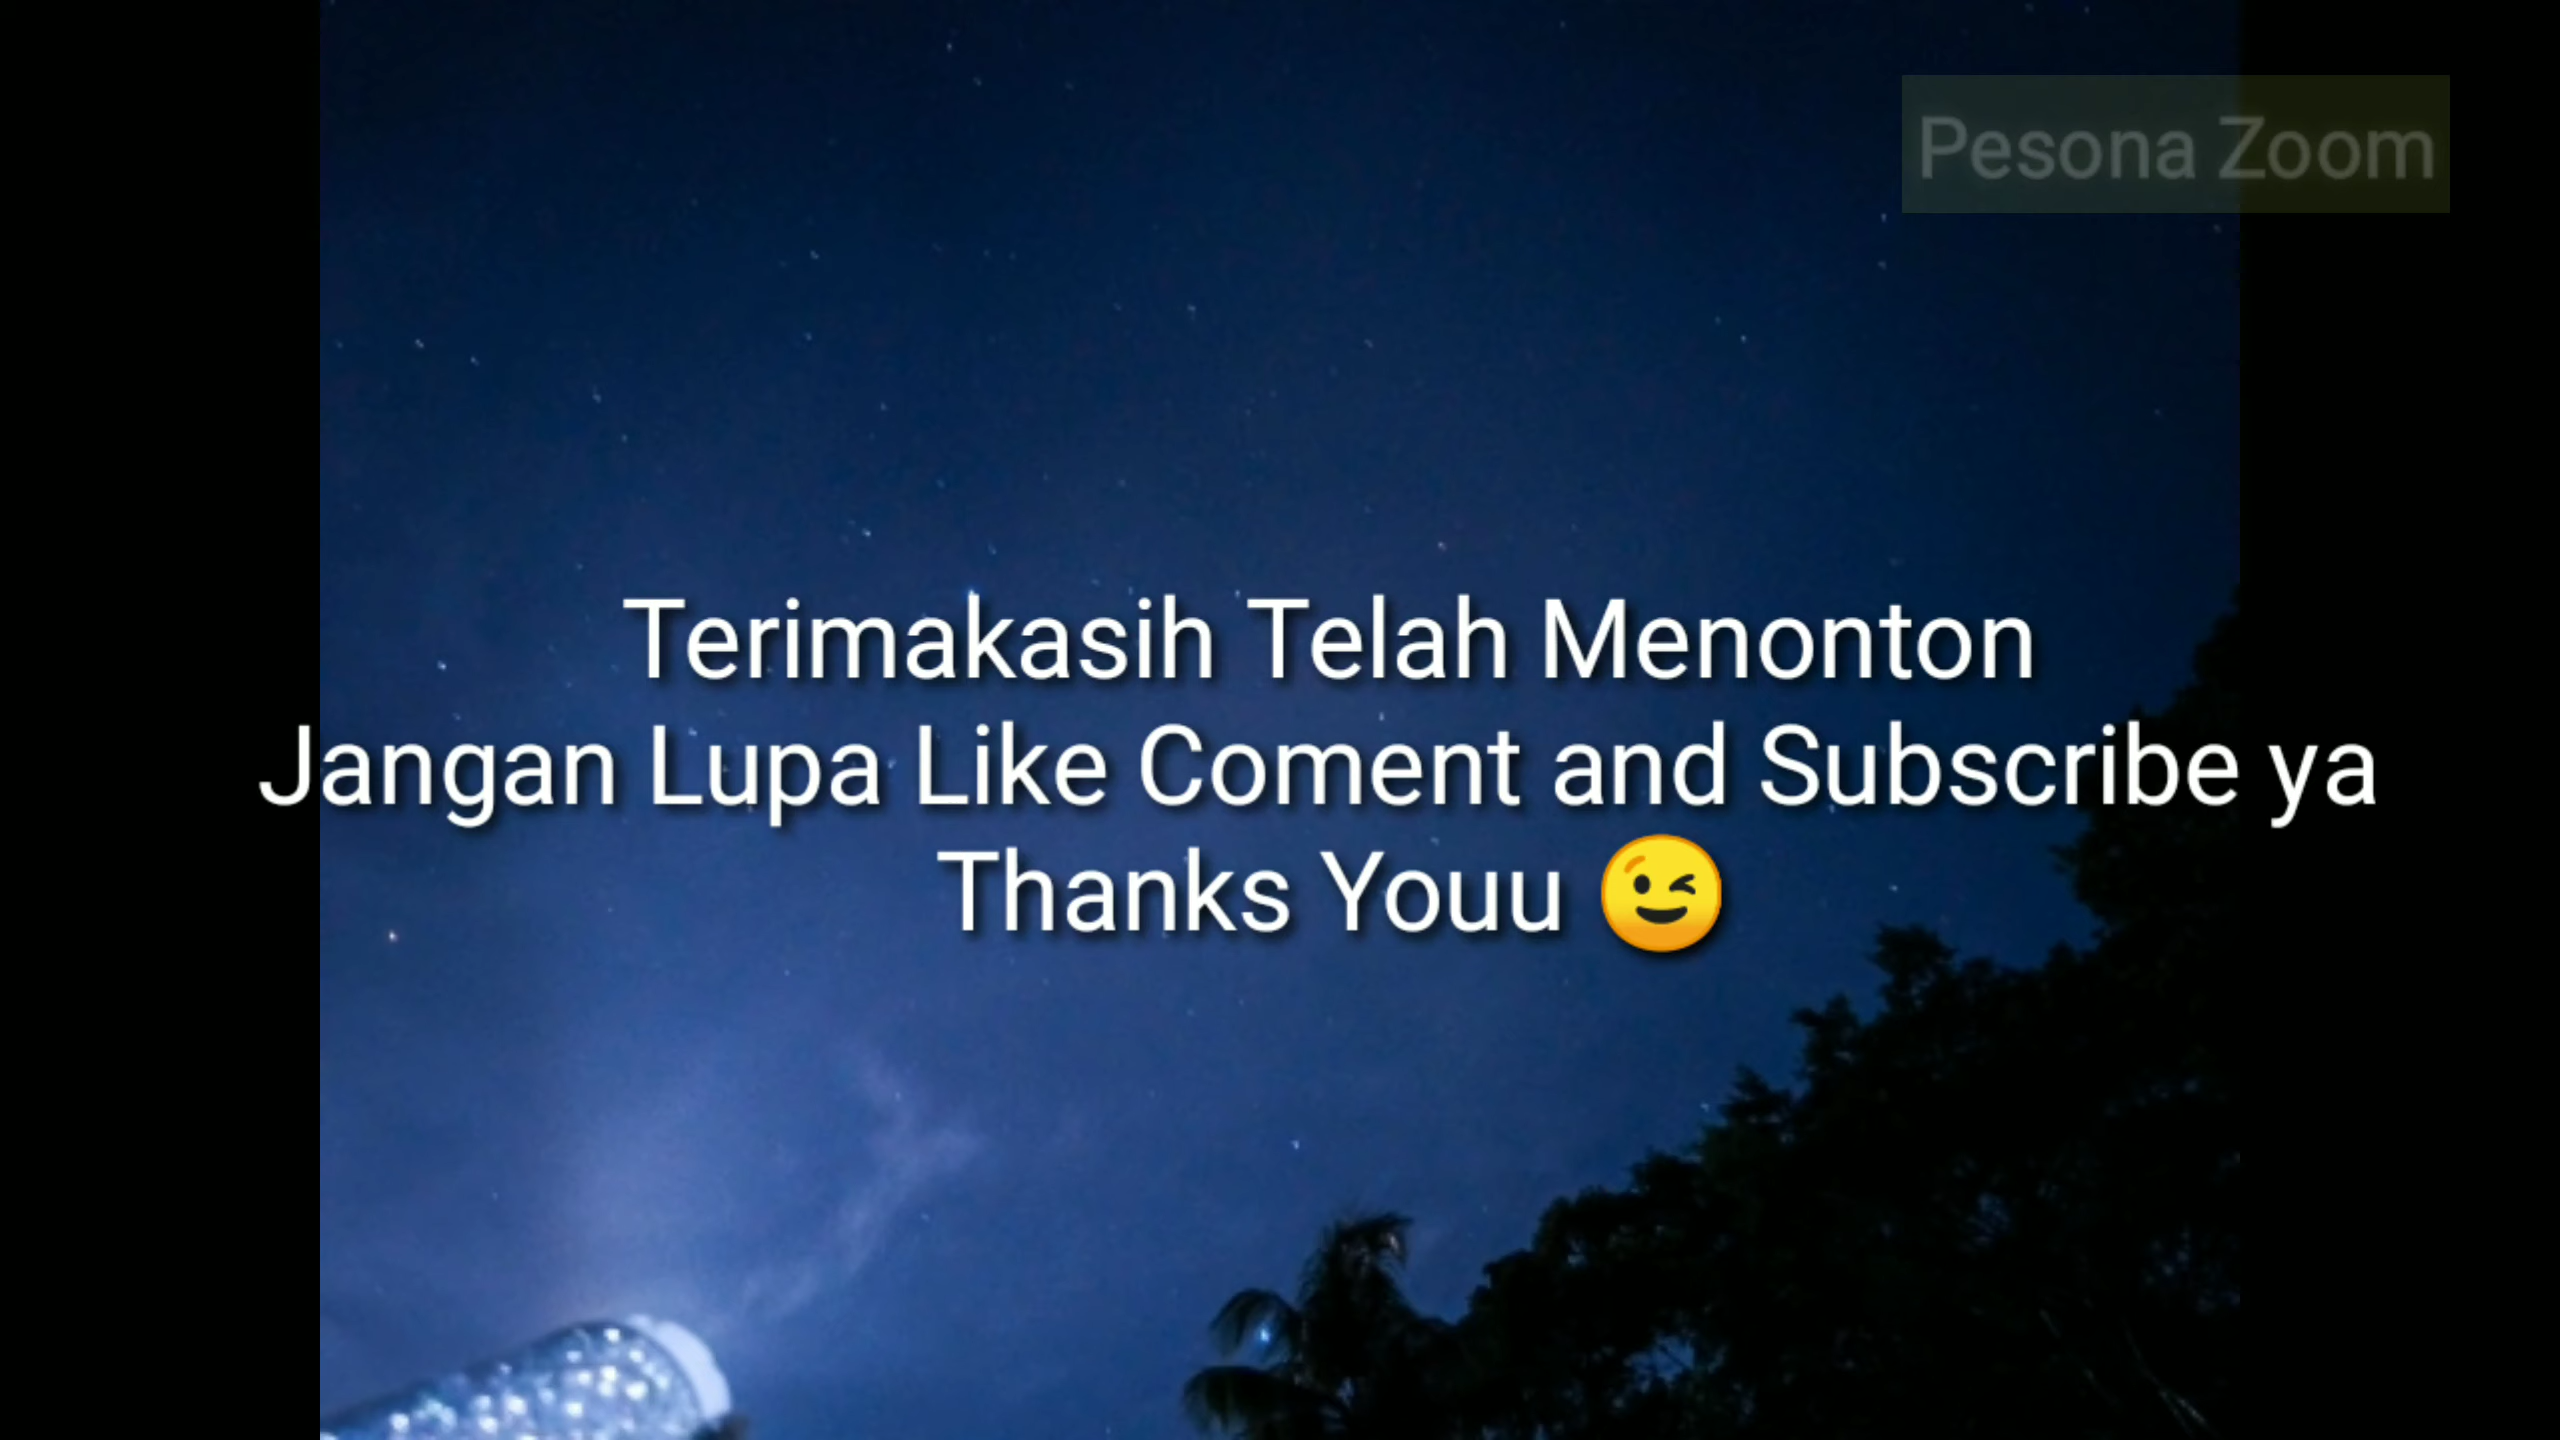 Pesona Zoom
Terimakasih Telah Menonton
Jangan Lupa Like Coment and Subscribe ya
Thanks Youu 😉